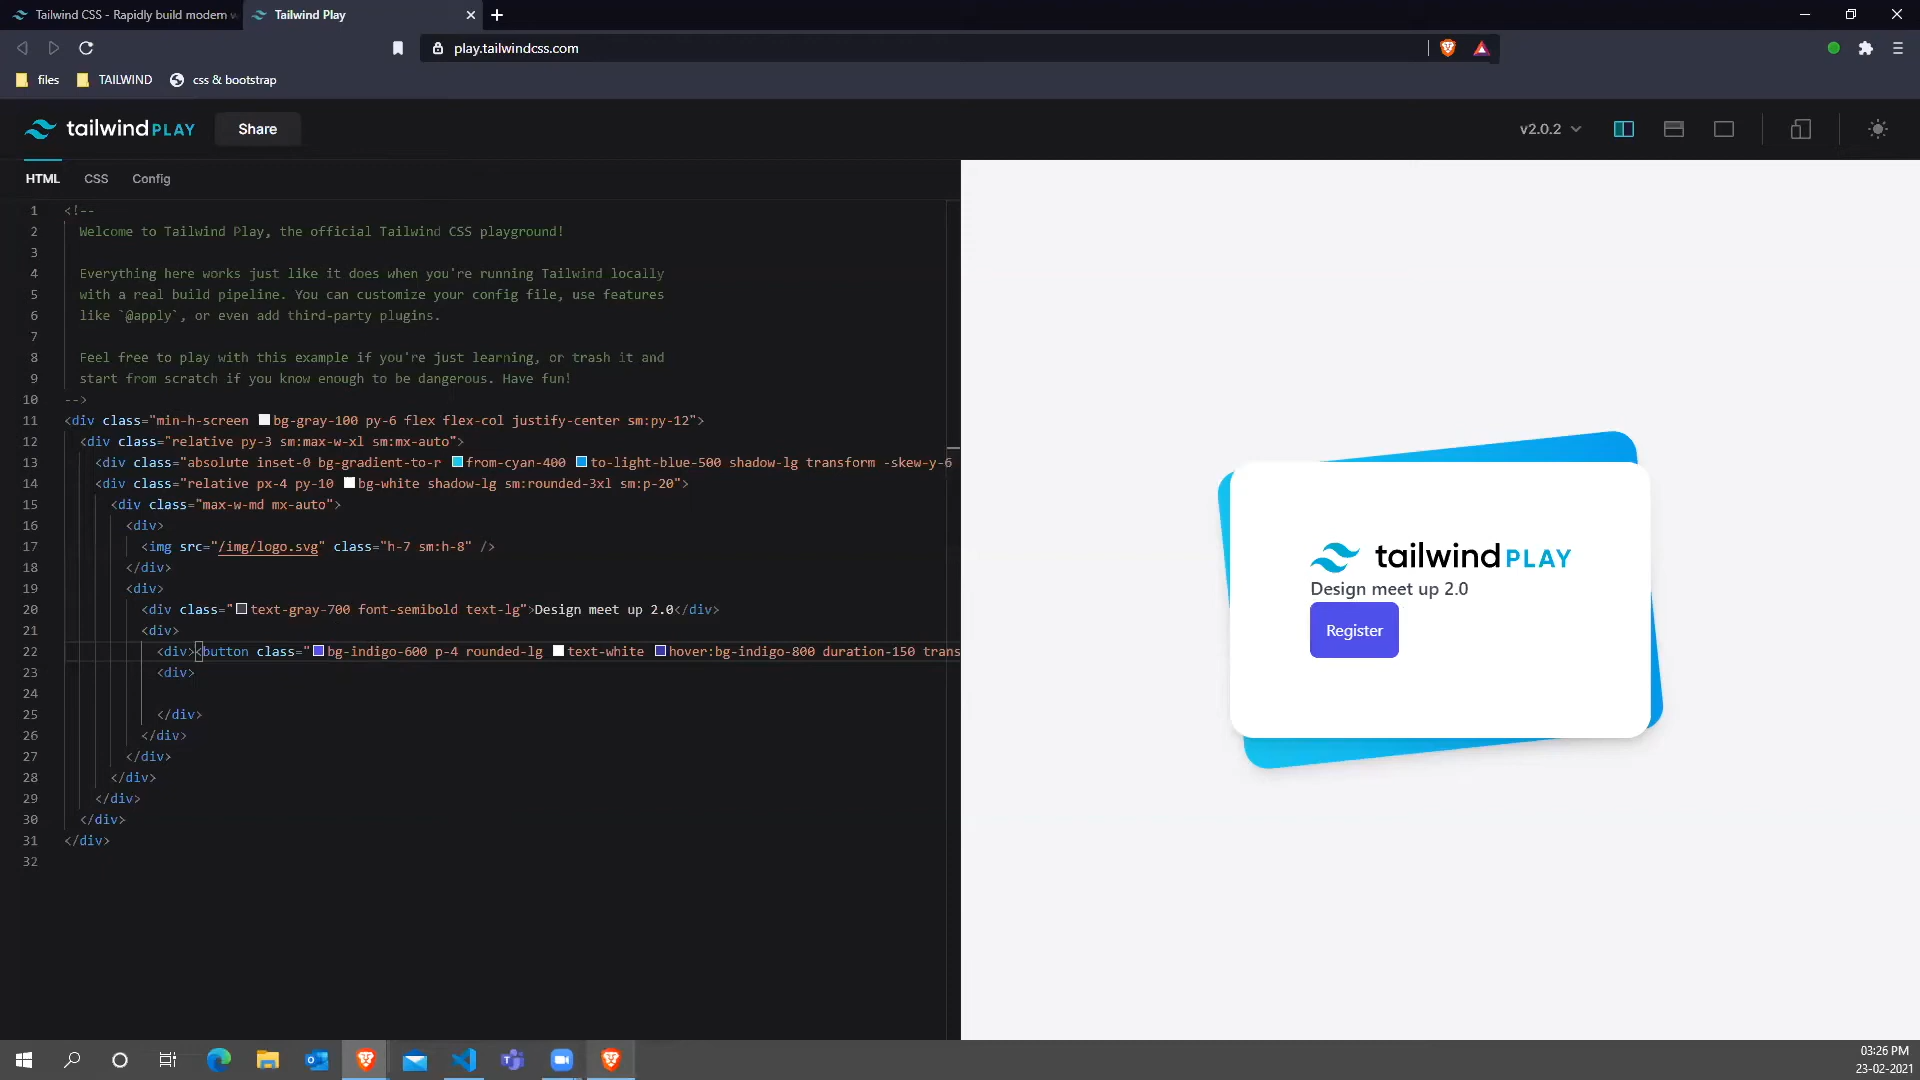 Tailwind CSS - Rapidly build modern w
Tailwind Play
play.tailwindcss.com
files
TAILWIND
css & bootstrap
tailwind PLAY
Share
v2.0.2
HTML
CSS
Config
1 <!--
2 Welcome to Tailwind Play, the official Tailwind CSS playground!
3
4 Everything here works just like it does when you're running Tailwind locally
5 with a real build pipeline. You can customize your config file, use features
6 like `@apply`, or even add third-party plugins.
7
8 Feel free to play with this example if you're just learning, or trash it and
9 start from scratch if you know enough to be dangerous. Have fun!
10 -->
11 <div class="min-h-screen bg-gray-100 py-6 flex flex-col justify-center sm:py-12">
12 <div class="relative py-3 sm:max-w-xl sm:mx-auto">
13 <div class="absolute inset-0 bg-gradient-to-r from-cyan-400 to-light-blue-500 shadow-lg transform -skew-y-6
14 <div class="relative px-4 py-10 bg-white shadow-lg sm:rounded-3xl sm:p-20">
15 <div class="max-w-md mx-auto">
16 <div>
17 <img src="/img/logo.svg" class="h-7 sm:h-8" />
18 </div>
19 <div>
20 <div class="text-gray-700 font-semibold text-lg">Design meet up 2.0</div>
21 <div>
22 <div><button class="bg-indigo-600 p-4 rounded-lg text-white hover:bg-indigo-800 duration-150 trans
23 <div>
24
25 </div>
26 </div>
27 </div>
28 </div>
29 </div>
30 </div>
31 </div>
32
tailwind PLAY
Design meet up 2.0
Register
03:26 PM
23-02-2021